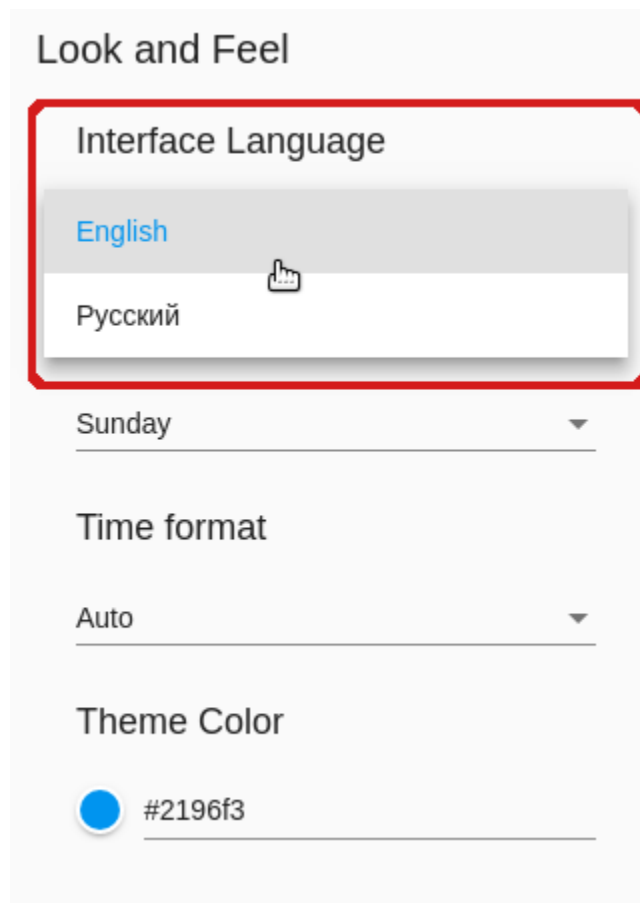 Look and Feel
Interface Language
English
Русский
Sunday
Time format
Auto
Theme Color
#2196f3